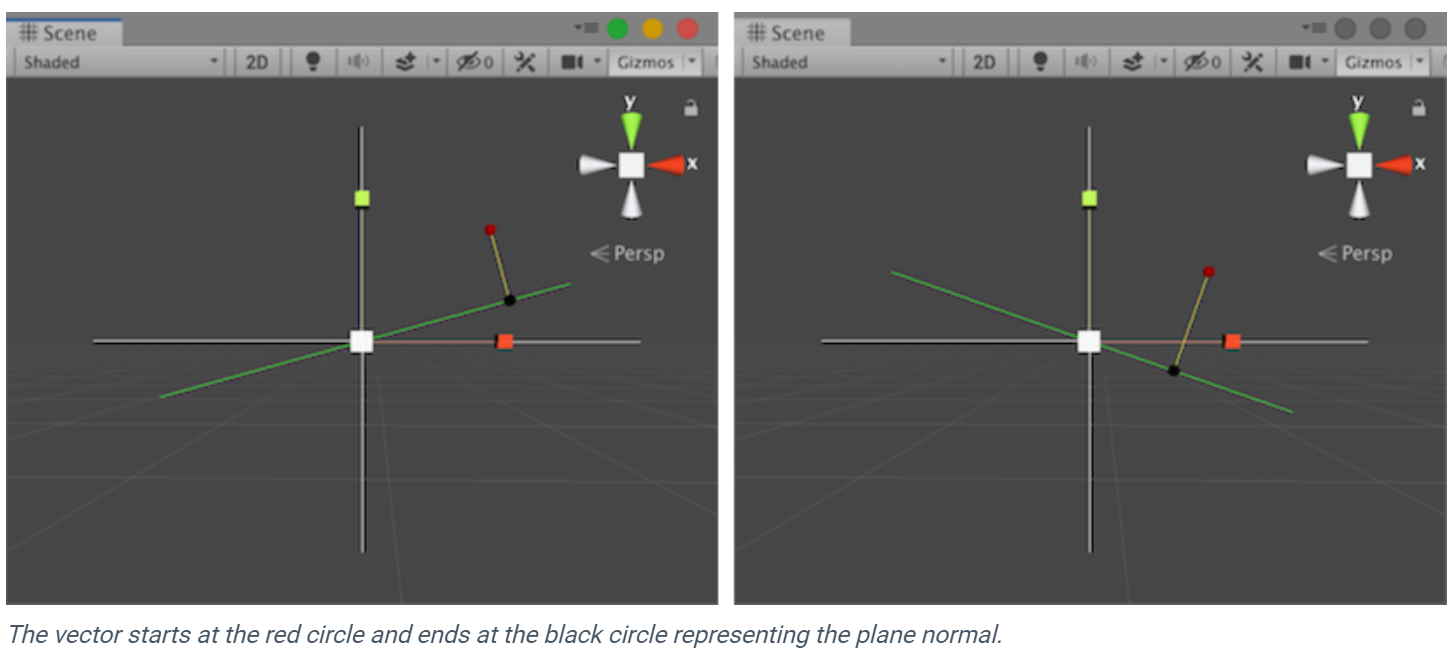 Scene
Shaded 2D 0 Gizmos
y
x
Persp
Scene
Shaded 2D 0 Gizmos
y
x
Persp
The vector starts at the red circle and ends at the black circle representing the plane normal.